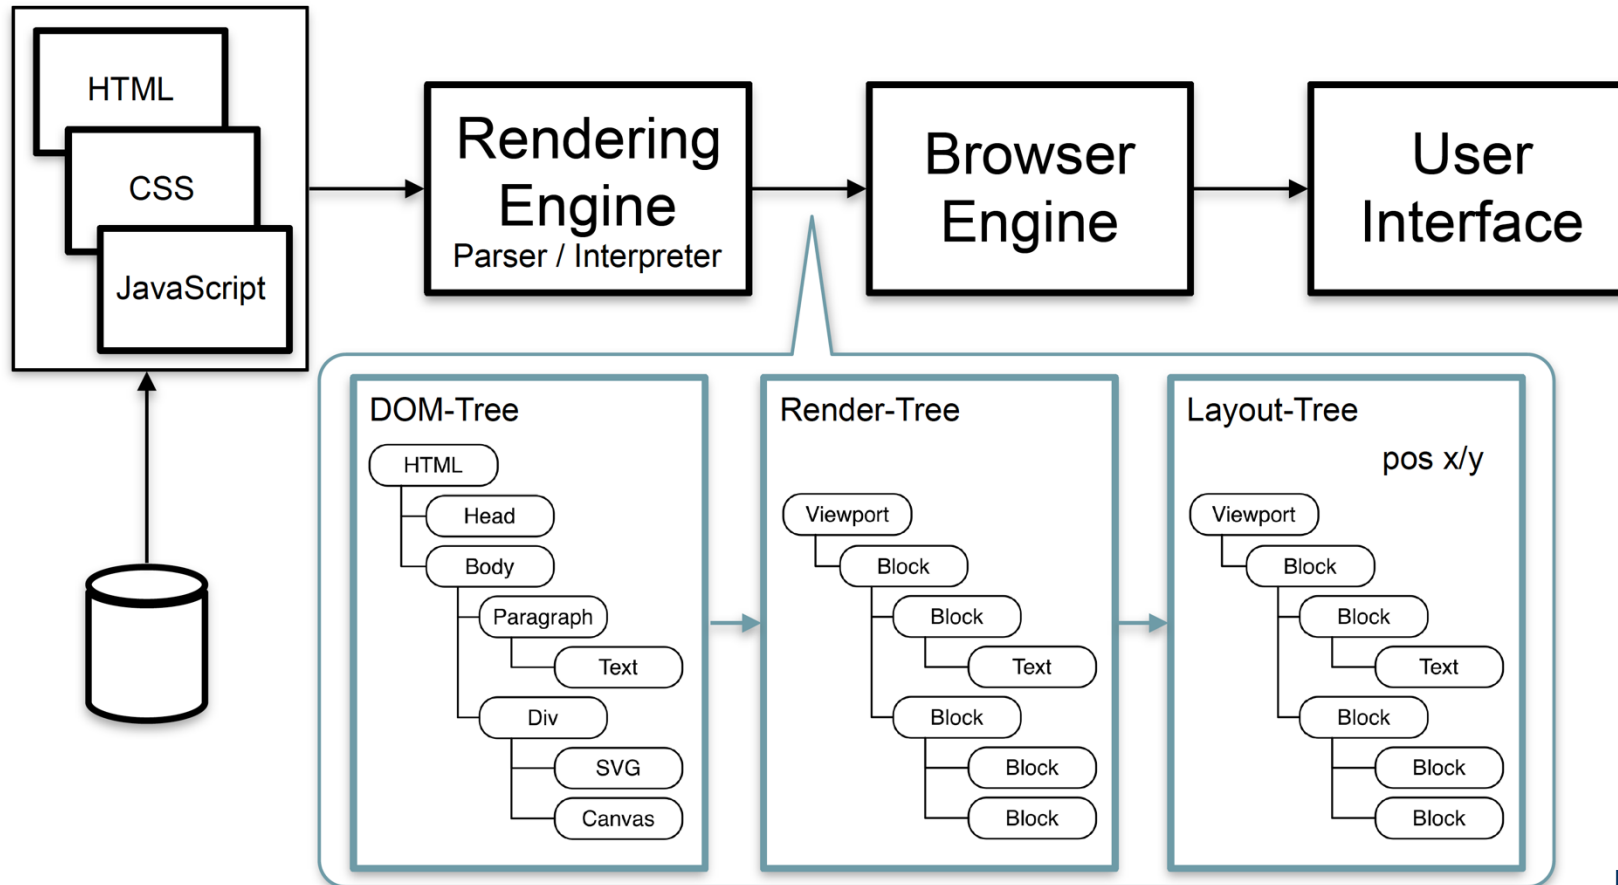 HTML
CSS
JavaScript
Rendering
Engine
Parser / Interpreter
Browser
Engine
User
Interface
DOM-Tree
HTML
Head
Body
Paragraph
Text
Div
SVG
Canvas
Render-Tree
Viewport
Block
Block
Text
Block
Block
Block
Layout-Tree
pos x/y
Viewport
Block
Block
Text
Block
Block
Block